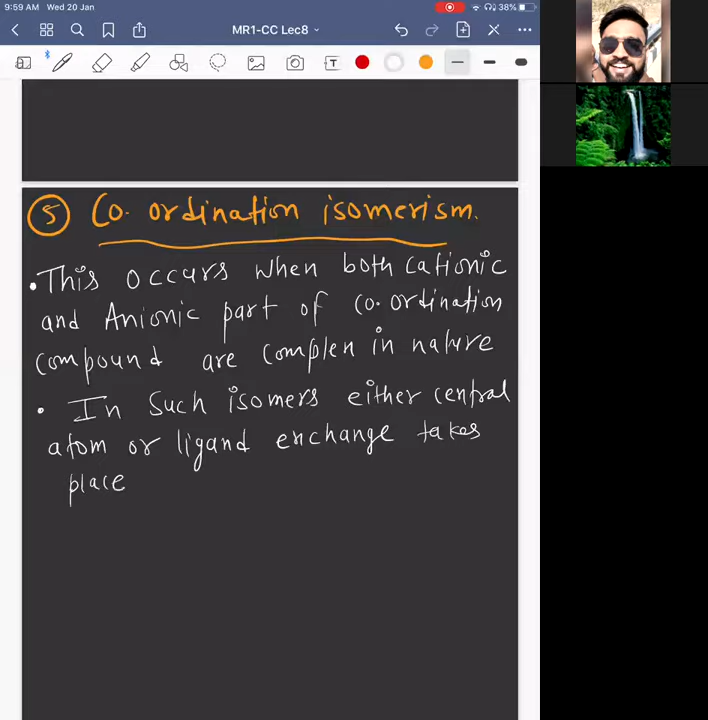 9:59 AM Wed 20 Jan
38%
MR1-CC Lec8
T
5 Co.ordination isomerism.
• This occurs when both cationic
and Anionic part of co.ordination
compound are complen in nature
• In such isomers either central
atom or ligand exchange takes
place